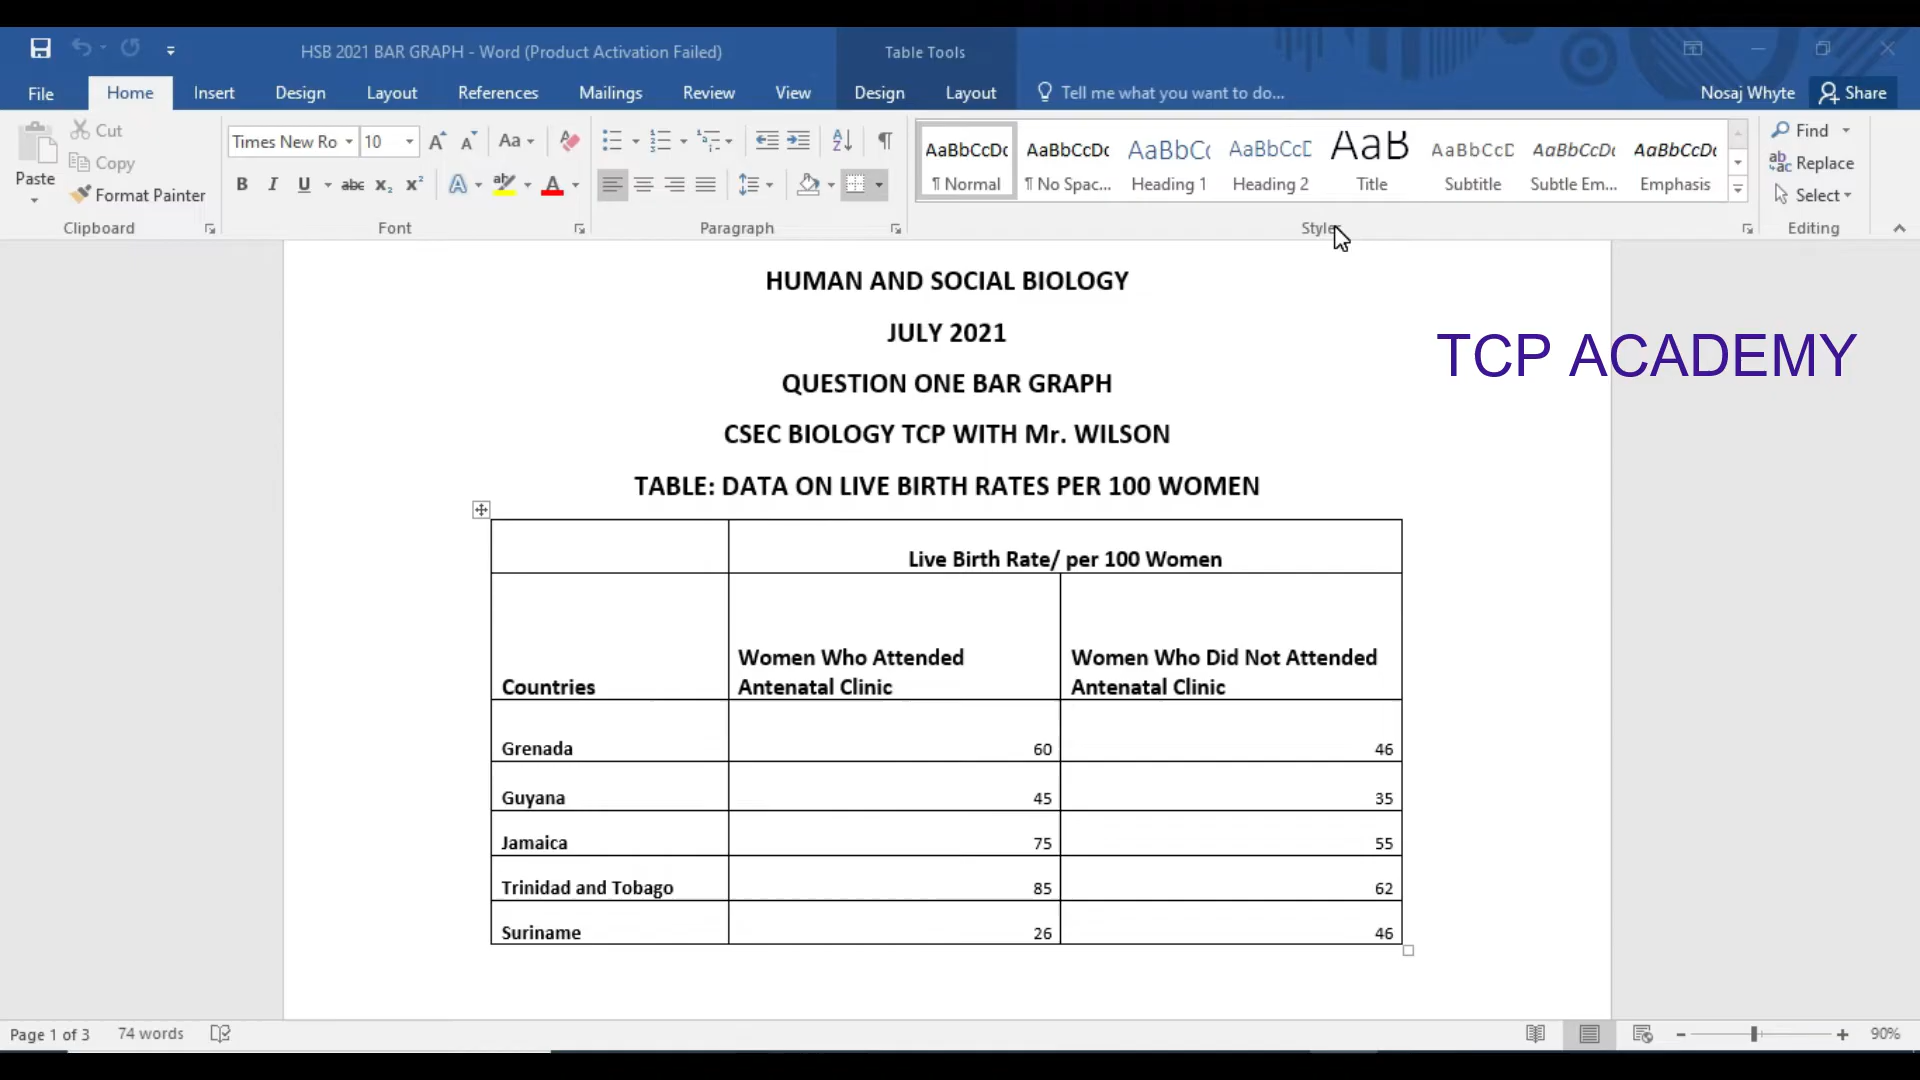 HSB 2021 BAR GRAPH - Word (Product Activation Failed)
Table Tools
File
Home
Insert
Design
Layout
References
Mailings
Review
View
Design
Layout
Tell me what you want to do...
Nosaj Whyte
Share
Paste
Cut
Copy
Format Painter
Clipboard
Times New Ro
10
Aa
B I U abc x₂ x² A A
Font
Paragraph
AaBbCcDc
¶ Normal
AaBbCcDc
¶ No Spac...
AaBbC
Heading 1
AaBbCcD
Heading 2
AaB
Title
AaBbCcD
Subtitle
AaBbCcDc
Subtle Em...
AaBbCcDc
Emphasis
Find
Replace
Select
Editing
HUMAN AND SOCIAL BIOLOGY
JULY 2021
QUESTION ONE BAR GRAPH
CSEC BIOLOGY TCP WITH Mr. WILSON
TABLE: DATA ON LIVE BIRTH RATES PER 100 WOMEN
TCP ACADEMY
Live Birth Rate/ per 100 Women
Countries
Women Who Attended
Antenatal Clinic
Women Who Did Not Attended
Antenatal Clinic
Grenada 60 46
Guyana 45 35
Jamaica 75 55
Trinidad and Tobago 85 62
Suriname 26 46
Page 1 of 3
74 words
90%